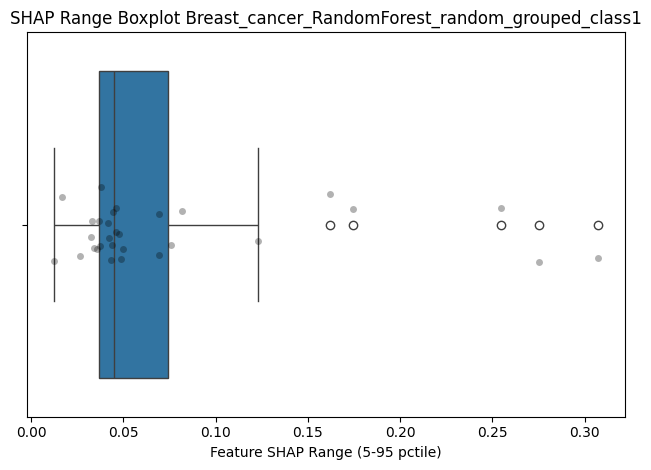 SHAP Range Boxplot Breast_cancer_RandomForest_random_grouped_class1
0.00 0.05 0.10 0.15 0.20 0.25 0.30
Feature SHAP Range (5-95 pctile)